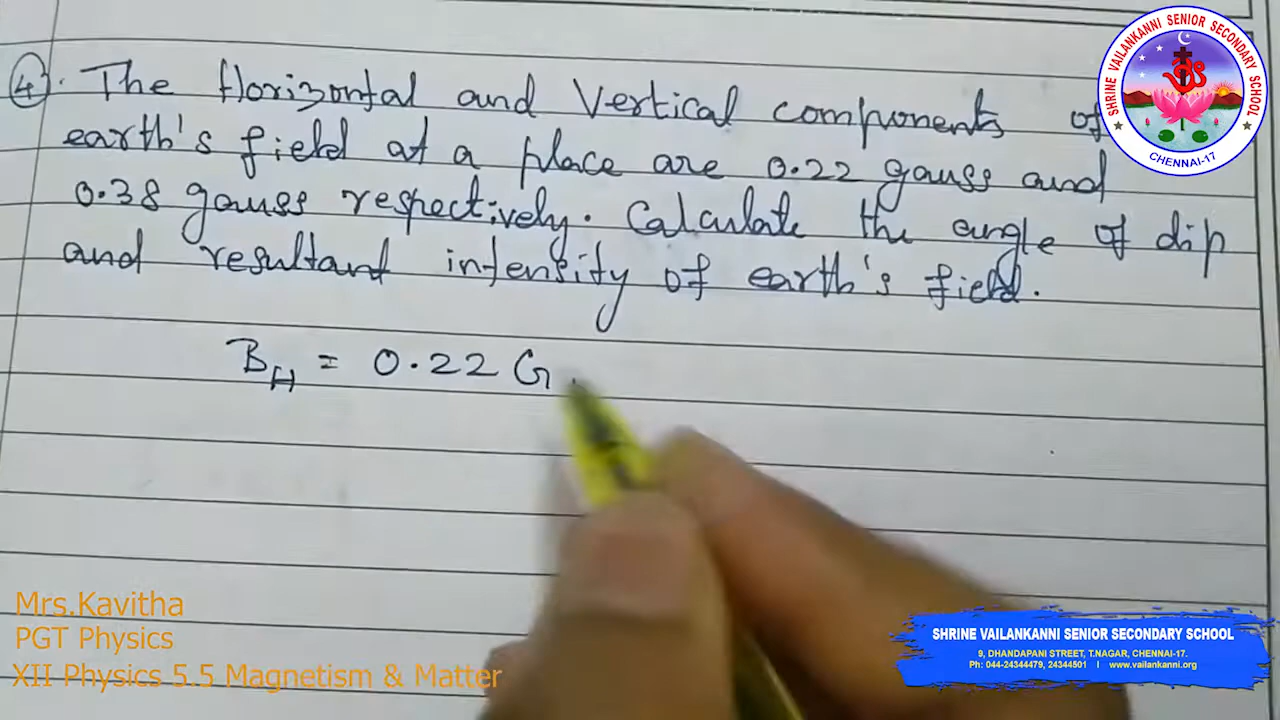 ④. The Horizontal and Vertical components of
earth's field at a place are 0.22 gauss and
0.38 gauss respectively. Calculate the angle of dip
and resultant intensity of earth's field.
B_H = 0.22 G
SHRINE VAILANKANNI SENIOR SECONDARY SCHOOL
CHENNAI-17
Mrs.Kavitha
PGT Physics
XII Physics 5.5 Magnetism & Matter
SHRINE VAILANKANNI SENIOR SECONDARY SCHOOL
9, DHANDAPANI STREET, T.NAGAR, CHENNAI-17.
Ph: 044-24344479, 24344501 | www.vailankanni.org